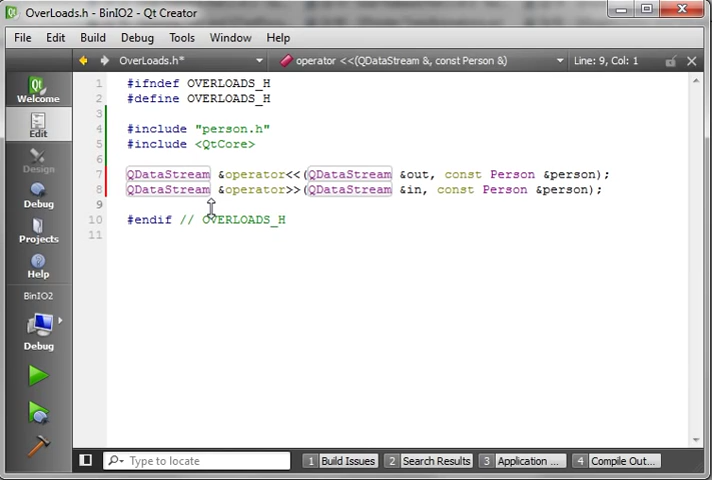 OverLoads.h - BinIO2 - Qt Creator
File Edit Build Debug Tools Window Help
OverLoads.h* operator <<(QDataStream &, const Person &) Line: 9, Col: 1
Welcome
Edit
Design
Debug
Projects
Help
BinIO2
Debug
1 #ifndef OVERLOADS_H
2 #define OVERLOADS_H
3
4 #include "person.h"
5 #include <QtCore>
6
7 QDataStream &operator<<(QDataStream &out, const Person &person);
8 QDataStream &operator>>(QDataStream &in, const Person &person);
9
10 #endif // OVERLOADS_H
11
Type to locate 1 Build Issues 2 Search Results 3 Application ... 4 Compile Out...